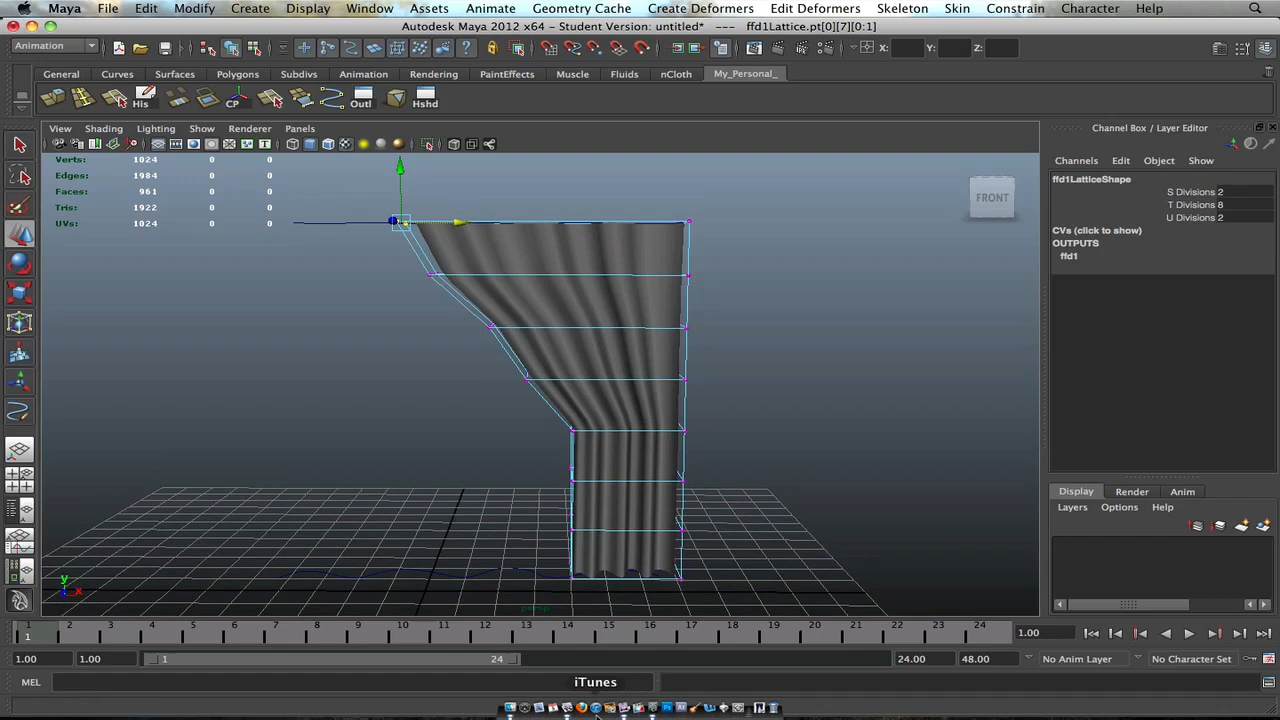 Maya File Edit Modify Create Display Window Assets Animate Geometry Cache Create Deformers Edit Deformers Skeleton Skin Constrain Character Help
Autodesk Maya 2012 x64 - Student Version: untitled* --- ffd1Lattice.pt[0][7][0:1]
Animation X: Y: Z:
General Curves Surfaces Polygons Subdivs Deformation Animation Rendering PaintEffects Muscle Fluids nCloth My_Personal_
His CP Outl Hshd
View Shading Lighting Show Renderer Panels
Channel Box / Layer Editor
Channels Edit Object Show
Verts: 1024 0 0
Edges: 1984 0 0
Faces: 961 0 0
Tris: 1922 0 0
UVs: 1024 0 0
FRONT
ffd1LatticeShape
S Divisions 2
T Divisions 8
U Divisions 2
CVs (click to show)
OUTPUTS
ffd1
Display Render Anim
Layers Options Help
y
x
persp
1 2 3 4 5 6 7 8 9 10 11 12 13 14 15 16 17 18 19 20 21 22 23 24
1 1.00
1.00 1.00 1 24 24.00 48.00 No Anim Layer No Character Set
MEL
iTunes